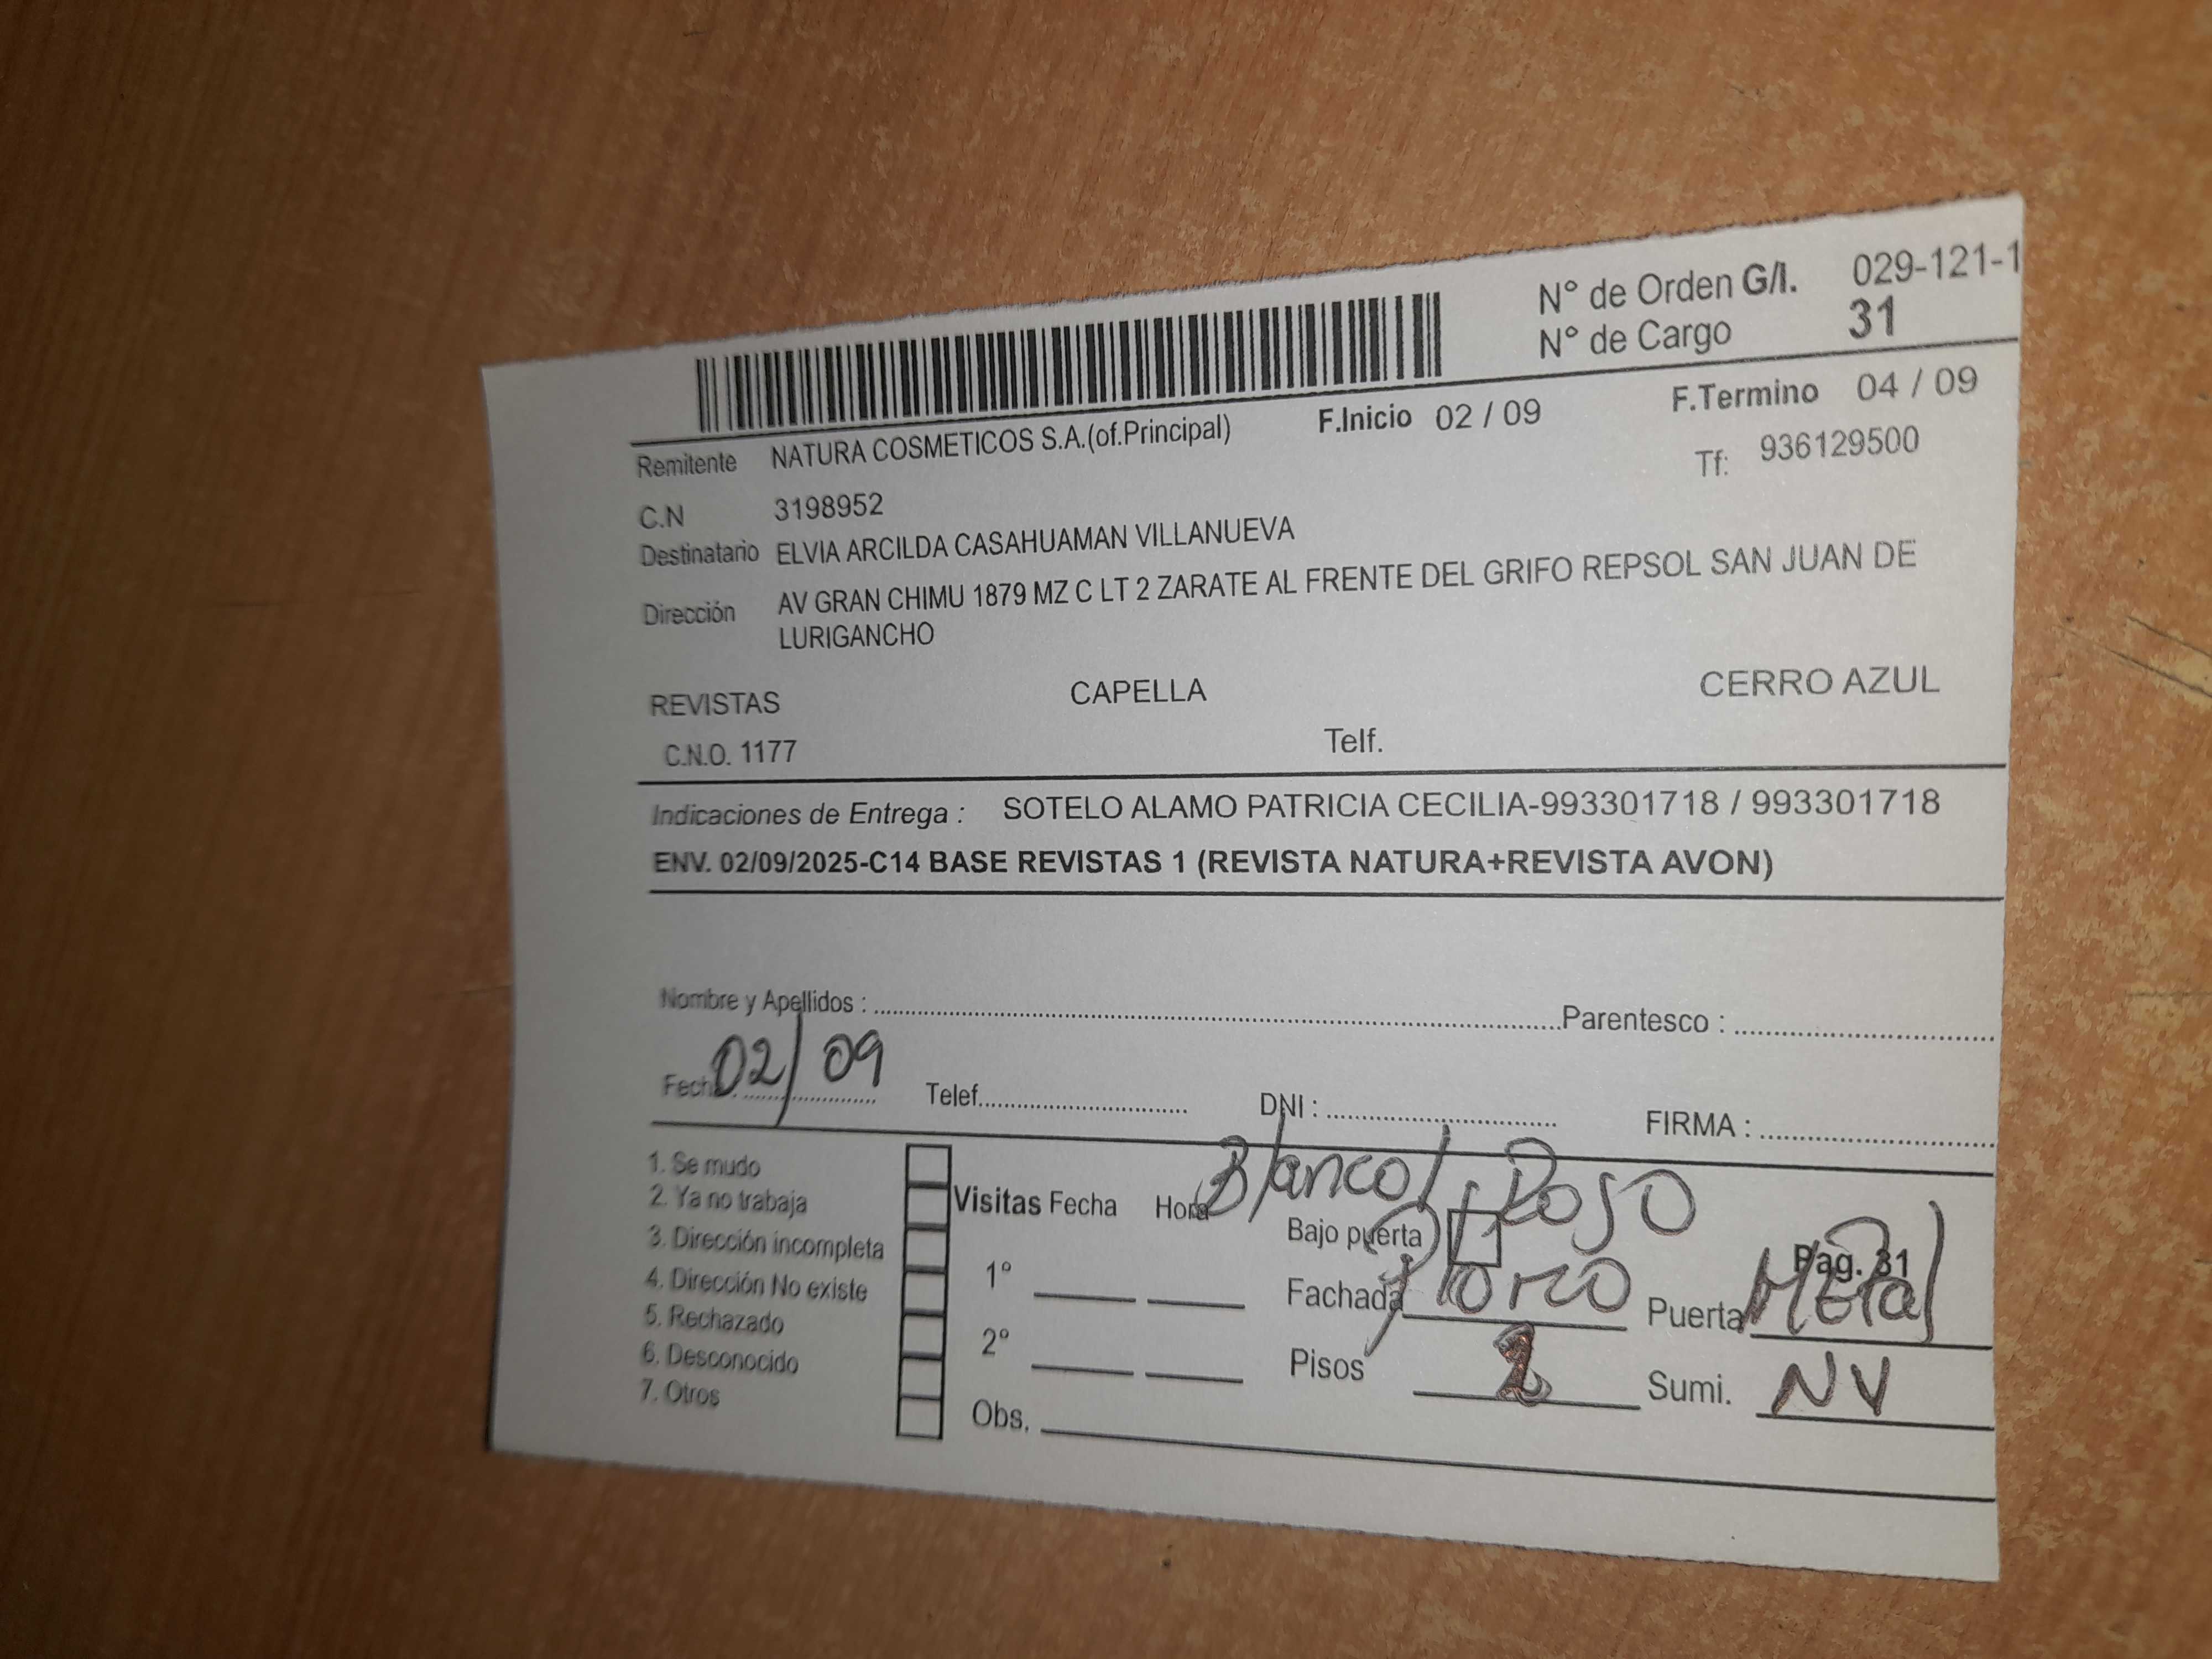 N° de Orden G/I. 029-121-1
N° de Cargo 31
F.Inicio 02 / 09 F.Termino 04 / 09
Remitente NATURA COSMETICOS S.A.(of.Principal) Tf: 936129500
C.N 3198952
Destinatario ELVIA ARCILDA CASAHUAMAN VILLANUEVA
Dirección AV GRAN CHIMU 1879 MZ C LT 2 ZARATE AL FRENTE DEL GRIFO REPSOL SAN JUAN DE
LURIGANCHO
REVISTAS CAPELLA CERRO AZUL
C.N.O. 1177 Telf.
Indicaciones de Entrega : SOTELO ALAMO PATRICIA CECILIA-993301718 / 993301718
ENV. 02/09/2025-C14 BASE REVISTAS 1 (REVISTA NATURA+REVISTA AVON)
Nombre y Apellidos : Parentesco :
Fecha : 02/09 Telef. DNI : FIRMA :
1. Se mudo
2. Ya no trabaja
3. Dirección incompleta
4. Dirección No existe
5. Rechazado
6. Desconocido
7. Otros
Visitas Fecha Hora
1°
2°
Obs.
Blanco/
Bajo puerta
Pag. 31
Fachada Puerta Metal
Pisos 2 Sumi. NV